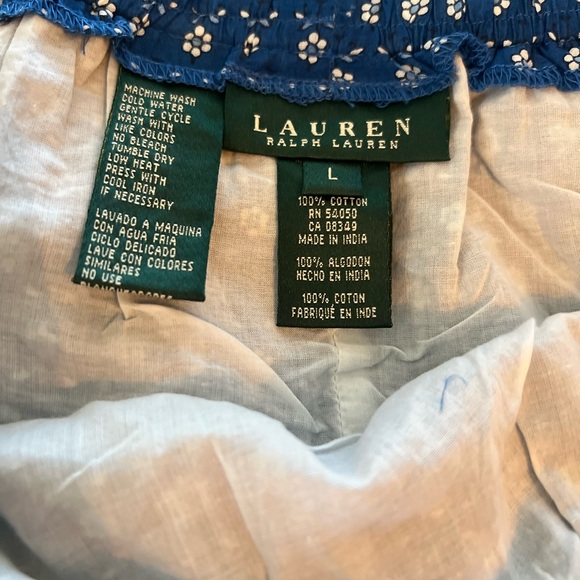 MACHINE WASH
COLD WATER
GENTLE CYCLE
WASH WITH
LIKE COLORS
NO BLEACH
TUMBLE DRY
LOW HEAT
PRESS WITH
COOL IRON
IF NECESSARY
LAVADO A MAQUINA
CON AGUA FRIA
CICLO DELICADO
LAVE CON COLORES
SIMILARES
NO USE
LAUREN
RALPH LAUREN
L
100% COTTON
RN 54050
CA 08349
MADE IN INDIA
100% ALGODON
HECHO EN INDIA
100% COTON
FABRIQUÉ EN INDE